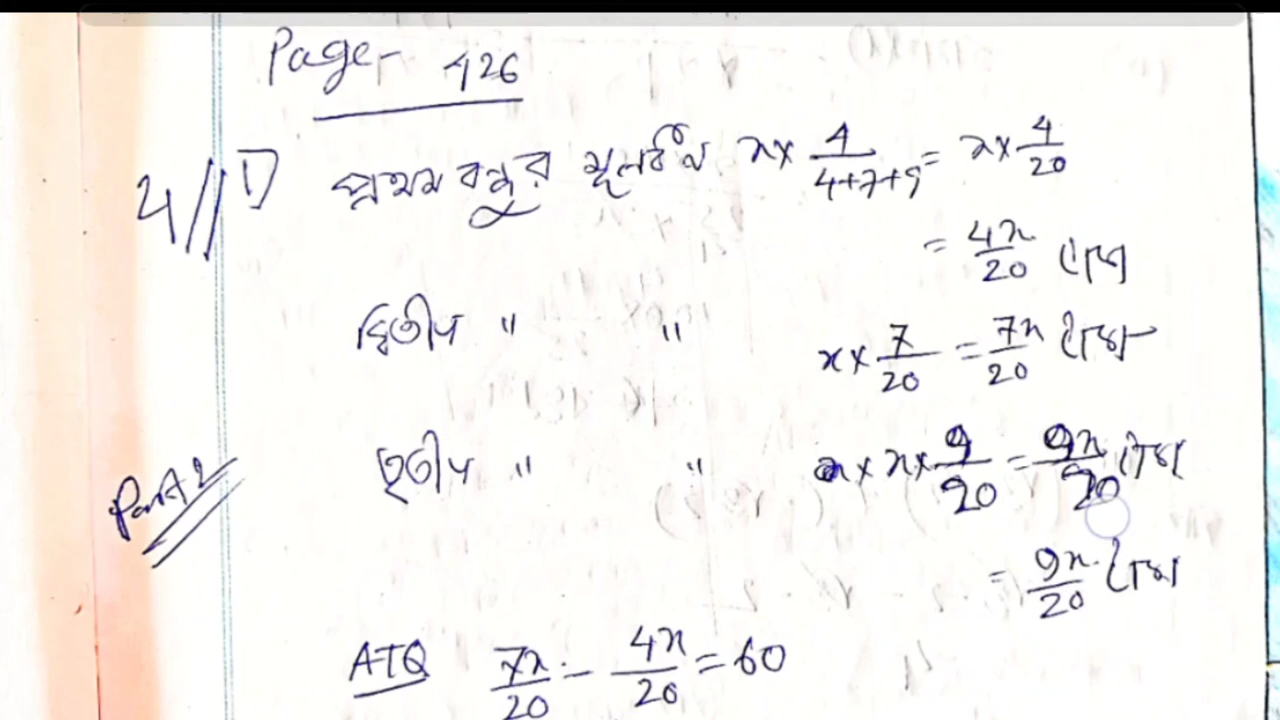 Page- 426
4// 1) প্রথম বন্ধুর মূলধন x × 4/(4+7+9) = x × 4/20
= 4x/20 টাকা
দ্বিতীয় " " x × 7/20 = 7x/20 টাকা
তৃতীয় " " x × 9/20 = 9x/20 টাকা
Part 2
= 9x/20 টাকা
ATQ 7x/20 - 4x/20 = 60